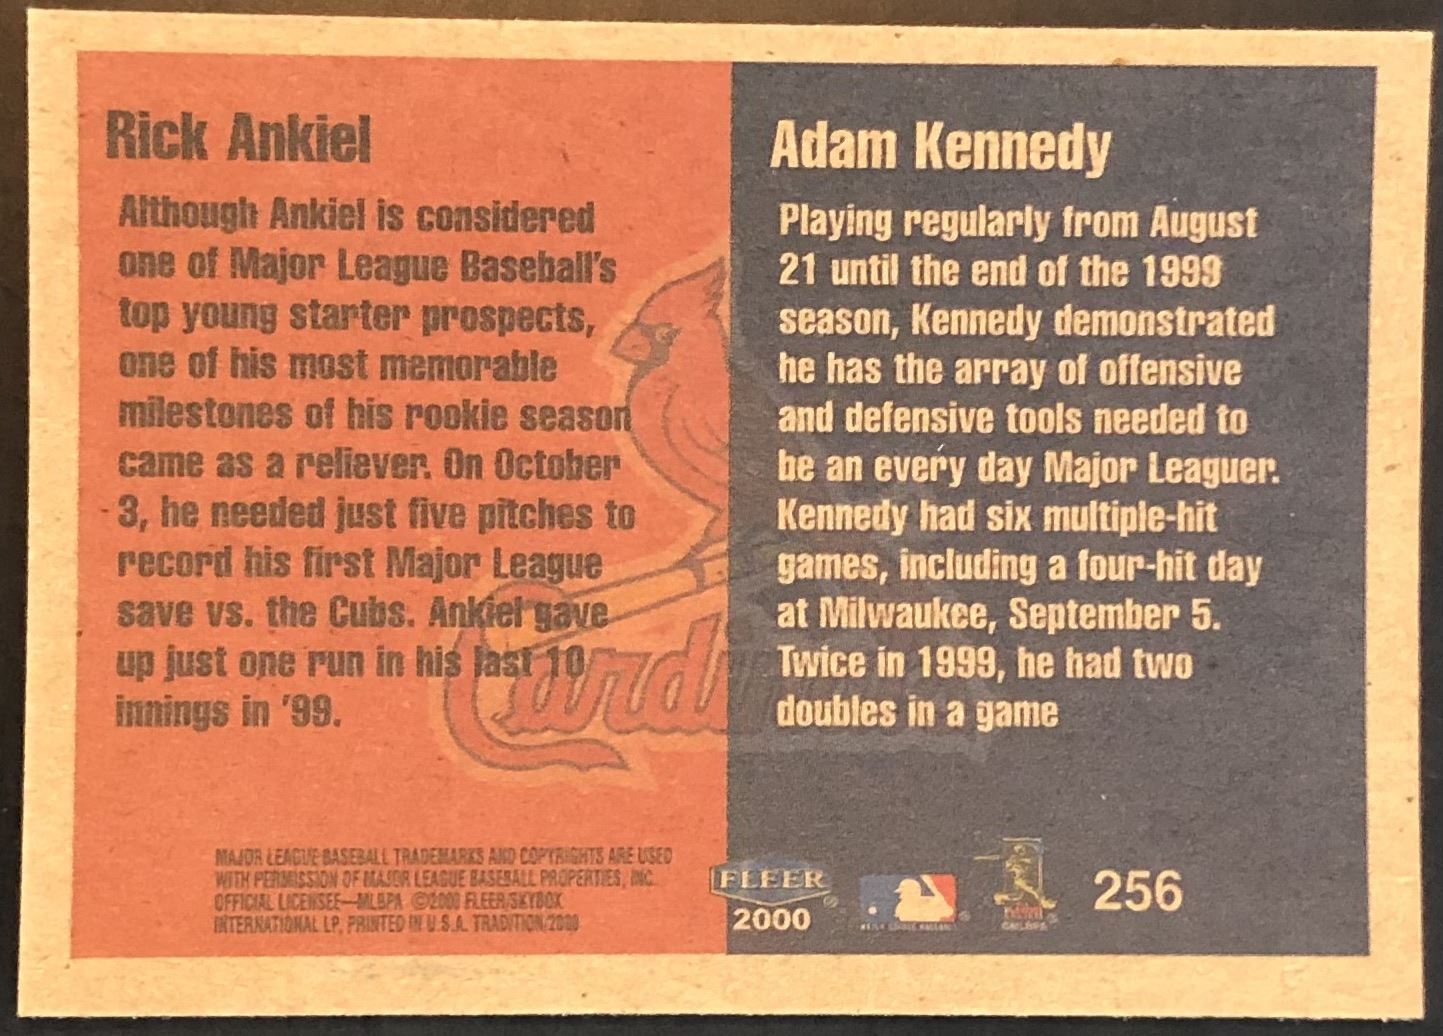 Rick Ankiel
Although Ankiel is considered
one of Major League Baseball's
top young starter prospects,
one of his most memorable
milestones of his rookie season
came as a reliever. On October
3, he needed just five pitches to
record his first Major League
save vs. the Cubs. Ankiel gave
up just one run in his last 10
innings in '99.
Adam Kennedy
Playing regularly from August
21 until the end of the 1999
season, Kennedy demonstrated
he has the array of offensive
and defensive tools needed to
be an every day Major Leaguer.
Kennedy had six multiple-hit
games, including a four-hit day
at Milwaukee, September 5.
Twice in 1999, he had two
doubles in a game
Cardinals
MAJOR LEAGUE BASEBALL TRADEMARKS AND COPYRIGHTS ARE USED
WITH PERMISSION OF MAJOR LEAGUE BASEBALL PROPERTIES, INC.
OFFICIAL LICENSEE—MLBPA ©2000 FLEER/SKYBOX
INTERNATIONAL LP, PRINTED IN U.S.A. TRADITION/2000
FLEER
2000
MAJOR LEAGUE BASEBALL
256